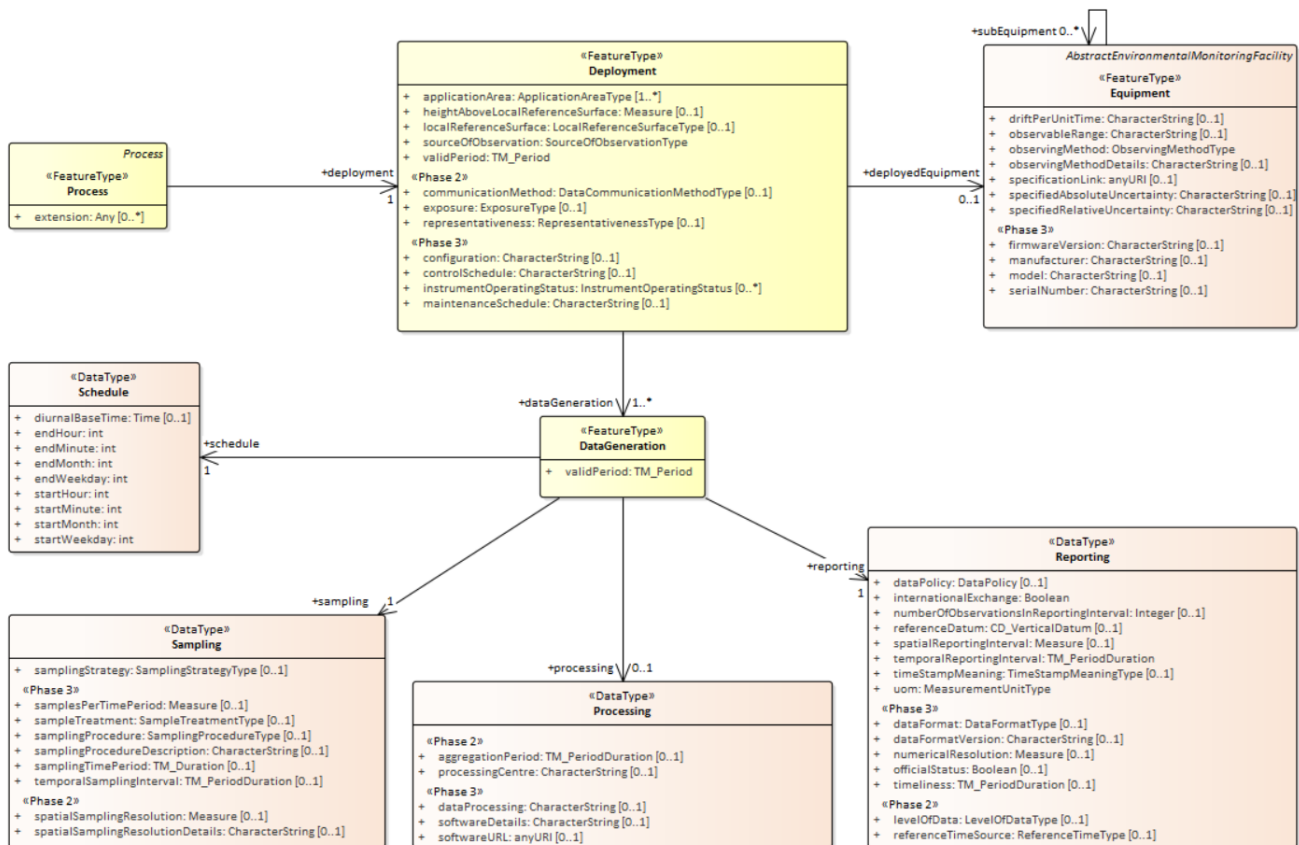 +subEquipment 0..*
AbstractEnvironmentalMonitoringFacility
«FeatureType»
Equipment
+ driftPerUnitTime: CharacterString [0..1]
+ observableRange: CharacterString [0..1]
+ observingMethod: ObservingMethodType
+ observingMethodDetails: CharacterString [0..1]
+ specificationLink: anyURI [0..1]
+ specifiedAbsoluteUncertainty: CharacterString [0..1]
+ specifiedRelativeUncertainty: CharacterString [0..1]
«Phase 3»
+ firmwareVersion: CharacterString [0..1]
+ manufacturer: CharacterString [0..1]
+ model: CharacterString [0..1]
+ serialNumber: CharacterString [0..1]
«FeatureType»
Deployment
+ applicationArea: ApplicationAreaType [1..*]
+ heightAboveLocalReferenceSurface: Measure [0..1]
+ localReferenceSurface: LocalReferenceSurfaceType [0..1]
+ sourceOfObservation: SourceOfObservationType
+ validPeriod: TM_Period
«Phase 2»
+ communicationMethod: DataCommunicationMethodType [0..1]
+ exposure: ExposureType [0..1]
+ representativeness: RepresentativenessType [0..1]
«Phase 3»
+ configuration: CharacterString [0..1]
+ controlSchedule: CharacterString [0..1]
+ instrumentOperatingStatus: InstrumentOperatingStatus [0..*]
+ maintenanceSchedule: CharacterString [0..1]
+deployedEquipment
0..1
Process
«FeatureType»
Process
+ extension: Any [0..*]
+deployment
1
+dataGeneration
1..*
«FeatureType»
DataGeneration
+ validPeriod: TM_Period
«DataType»
Schedule
+ diurnalBaseTime: Time [0..1]
+ endHour: int
+ endMinute: int
+ endMonth: int
+ endWeekday: int
+ startHour: int
+ startMinute: int
+ startMonth: int
+ startWeekday: int
+schedule
1
+sampling
1
«DataType»
Sampling
+ samplingStrategy: SamplingStrategyType [0..1]
«Phase 3»
+ samplesPerTimePeriod: Measure [0..1]
+ sampleTreatment: SampleTreatmentType [0..1]
+ samplingProcedure: SamplingProcedureType [0..1]
+ samplingProcedureDescription: CharacterString [0..1]
+ samplingTimePeriod: TM_Duration [0..1]
+ temporalSamplingInterval: TM_PeriodDuration [0..1]
«Phase 2»
+ spatialSamplingResolution: Measure [0..1]
+ spatialSamplingResolutionDetails: CharacterString [0..1]
+processing
0..1
«DataType»
Processing
«Phase 2»
+ aggregationPeriod: TM_PeriodDuration [0..1]
+ processingCentre: CharacterString [0..1]
«Phase 3»
+ dataProcessing: CharacterString [0..1]
+ softwareDetails: CharacterString [0..1]
+ softwareURL: anyURI [0..1]
+reporting
1
«DataType»
Reporting
+ dataPolicy: DataPolicy [0..1]
+ internationalExchange: Boolean
+ numberOfObservationsInReportingInterval: Integer [0..1]
+ referenceDatum: CD_VerticalDatum [0..1]
+ spatialReportingInterval: Measure [0..1]
+ temporalReportingInterval: TM_PeriodDuration
+ timeStampMeaning: TimeStampMeaningType [0..1]
+ uom: MeasurementUnitType
«Phase 3»
+ dataFormat: DataFormatType [0..1]
+ dataFormatVersion: CharacterString [0..1]
+ numericalResolution: Measure [0..1]
+ officialStatus: Boolean [0..1]
+ timeliness: TM_PeriodDuration [0..1]
«Phase 2»
+ levelOfData: LevelOfDataType [0..1]
+ referenceTimeSource: ReferenceTimeType [0..1]